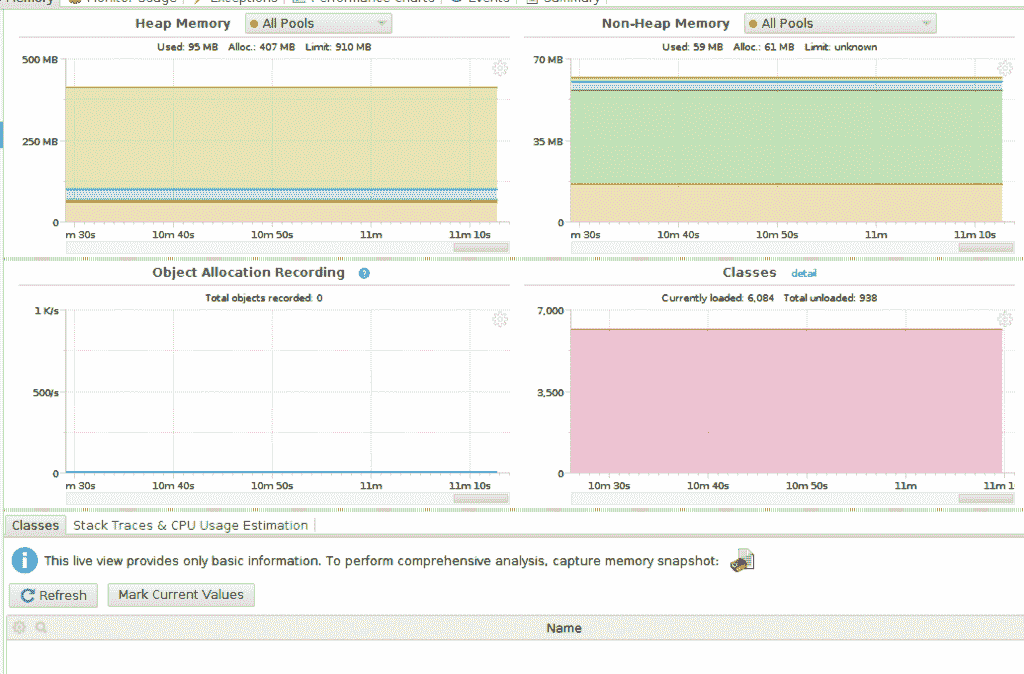 Memory Monitor Usage Exceptions Performance Charts Events Summary
Heap Memory All Pools
Used: 95 MB Alloc.: 407 MB Limit: 910 MB
500 MB
250 MB
0
m 30s 10m 40s 10m 50s 11m 11m 10s
Non-Heap Memory All Pools
Used: 59 MB Alloc.: 61 MB Limit: unknown
70 MB
35 MB
0
m 30s 10m 40s 10m 50s 11m 11m 10s
Object Allocation Recording ?
Total objects recorded: 0
1 K/s
500/s
0
m 30s 10m 40s 10m 50s 11m 11m 10s
Classes detail
Currently loaded: 6,084 Total unloaded: 938
7,000
3,500
0
10m 30s 10m 40s 10m 50s 11m 11m 1
Classes Stack Traces & CPU Usage Estimation
This live view provides only basic information. To perform comprehensive analysis, capture memory snapshot:
Refresh Mark Current Values
Name